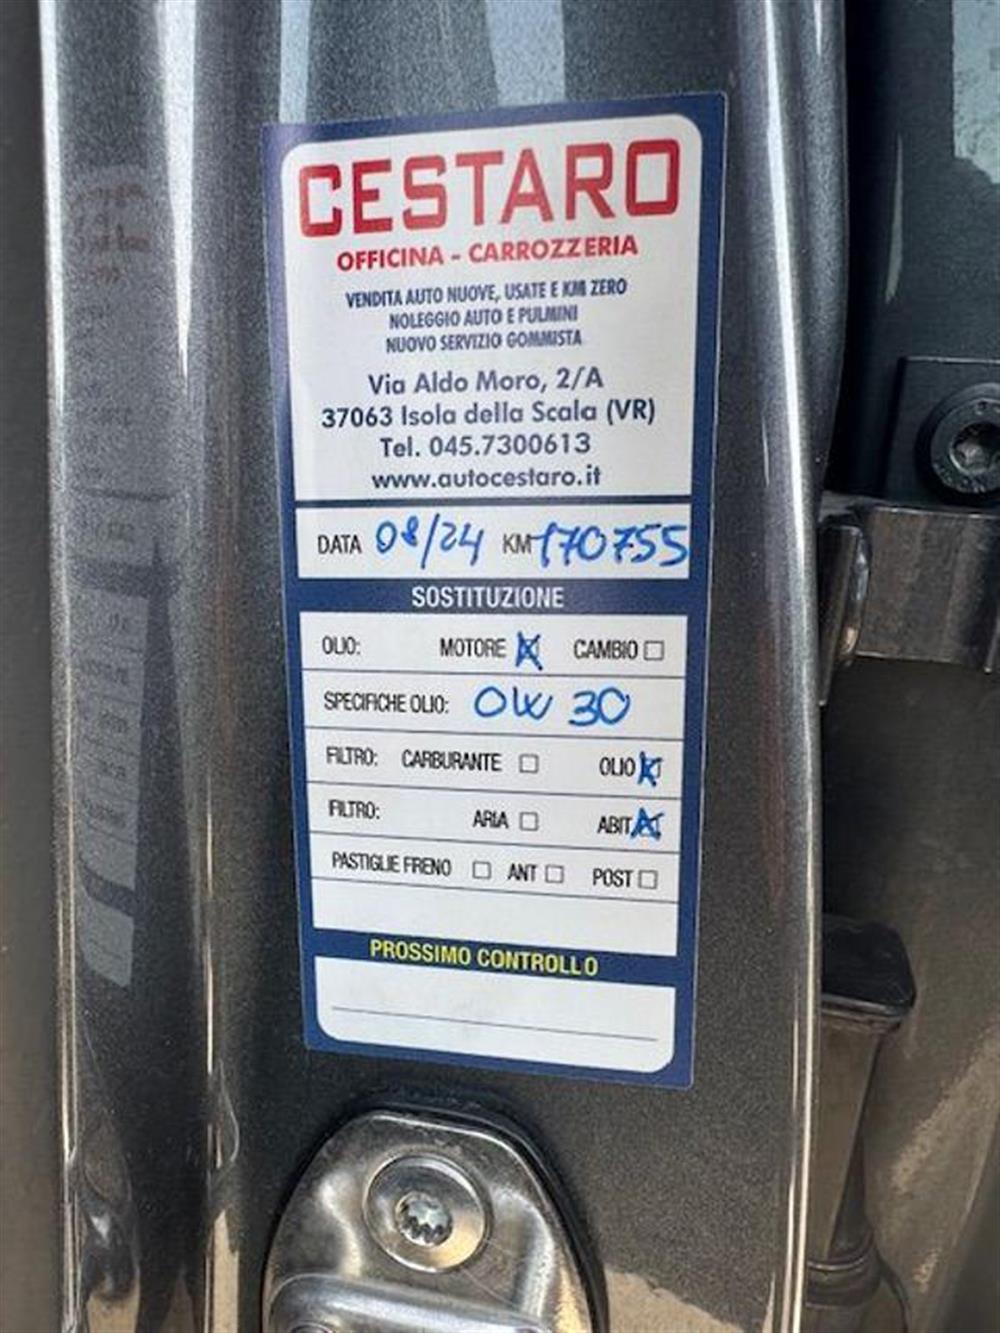 CESTARO
OFFICINA - CARROZZERIA
VENDITA AUTO NUOVE, USATE E KM ZERO
NOLEGGIO AUTO E PULMINI
NUOVO SERVIZIO GOMMISTA
Via Aldo Moro, 2/A
37063 Isola della Scala (VR)
Tel. 045.7300613
www.autocestaro.it
DATA 08/24 KM 170755
SOSTITUZIONE
OLIO: MOTORE CAMBIO
SPECIFICHE OLIO: 0W 30
FILTRO: CARBURANTE OLIO
FILTRO: ARIA ABIT.
PASTIGLIE FRENO ANT POST
PROSSIMO CONTROLLO